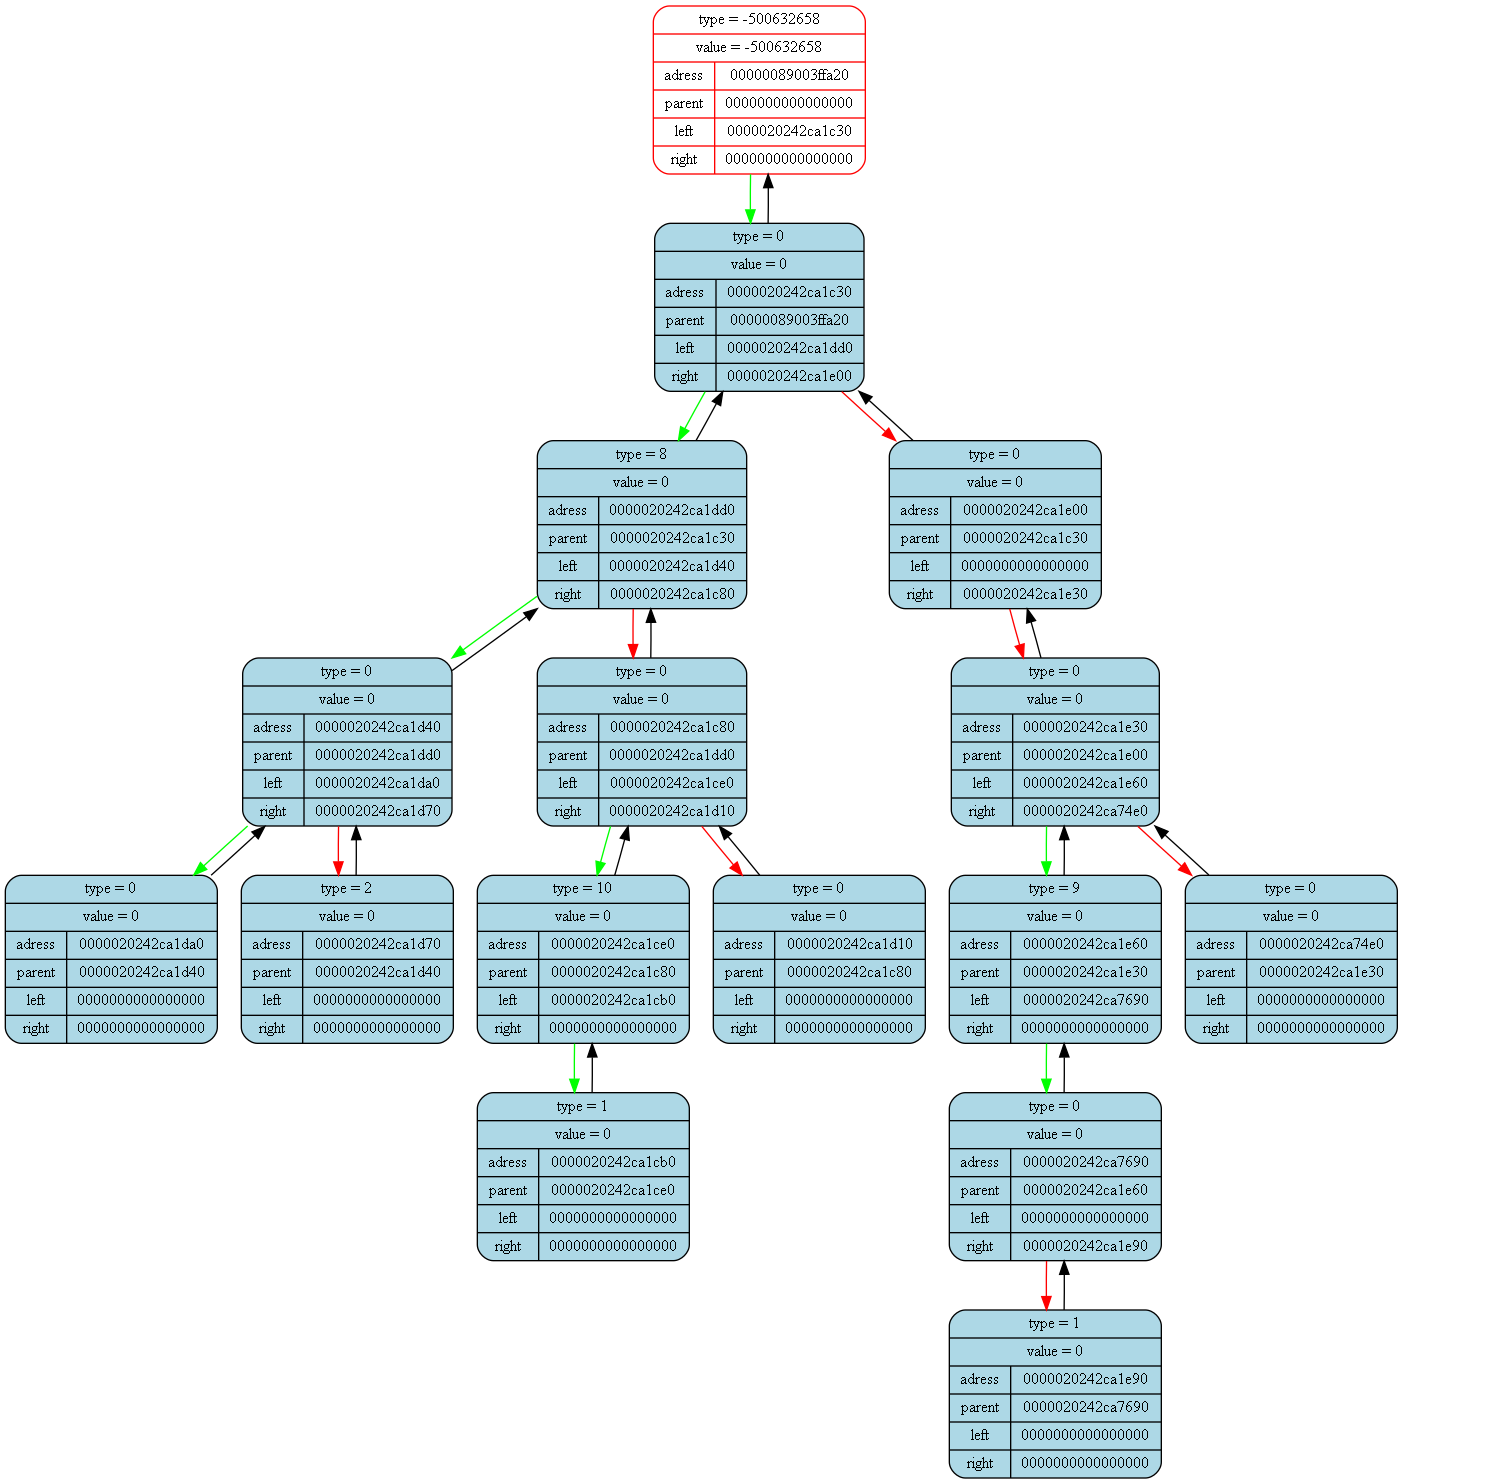 type = -500632658
value = -500632658
adress 00000089003ffa20
parent 0000000000000000
left 0000020242ca1c30
right 0000000000000000
type = 0
value = 0
adress 0000020242ca1c30
parent 00000089003ffa20
left 0000020242ca1dd0
right 0000020242ca1e00
type = 8
value = 0
adress 0000020242ca1dd0
parent 0000020242ca1c30
left 0000020242ca1d40
right 0000020242ca1c80
type = 0
value = 0
adress 0000020242ca1e00
parent 0000020242ca1c30
left 0000000000000000
right 0000020242ca1e30
type = 0
value = 0
adress 0000020242ca1d40
parent 0000020242ca1dd0
left 0000020242ca1da0
right 0000020242ca1d70
type = 0
value = 0
adress 0000020242ca1c80
parent 0000020242ca1dd0
left 0000020242ca1ce0
right 0000020242ca1d10
type = 0
value = 0
adress 0000020242ca1e30
parent 0000020242ca1e00
left 0000020242ca1e60
right 0000020242ca74e0
type = 0
value = 0
adress 0000020242ca1da0
parent 0000020242ca1d40
left 0000000000000000
right 0000000000000000
type = 2
value = 0
adress 0000020242ca1d70
parent 0000020242ca1d40
left 0000000000000000
right 0000000000000000
type = 10
value = 0
adress 0000020242ca1ce0
parent 0000020242ca1c80
left 0000020242ca1cb0
right 0000000000000000
type = 0
value = 0
adress 0000020242ca1d10
parent 0000020242ca1c80
left 0000000000000000
right 0000000000000000
type = 9
value = 0
adress 0000020242ca1e60
parent 0000020242ca1e30
left 0000020242ca7690
right 0000000000000000
type = 0
value = 0
adress 0000020242ca74e0
parent 0000020242ca1e30
left 0000000000000000
right 0000000000000000
type = 1
value = 0
adress 0000020242ca1cb0
parent 0000020242ca1ce0
left 0000000000000000
right 0000000000000000
type = 0
value = 0
adress 0000020242ca7690
parent 0000020242ca1e60
left 0000000000000000
right 0000020242ca1e90
type = 1
value = 0
adress 0000020242ca1e90
parent 0000020242ca7690
left 0000000000000000
right 0000000000000000